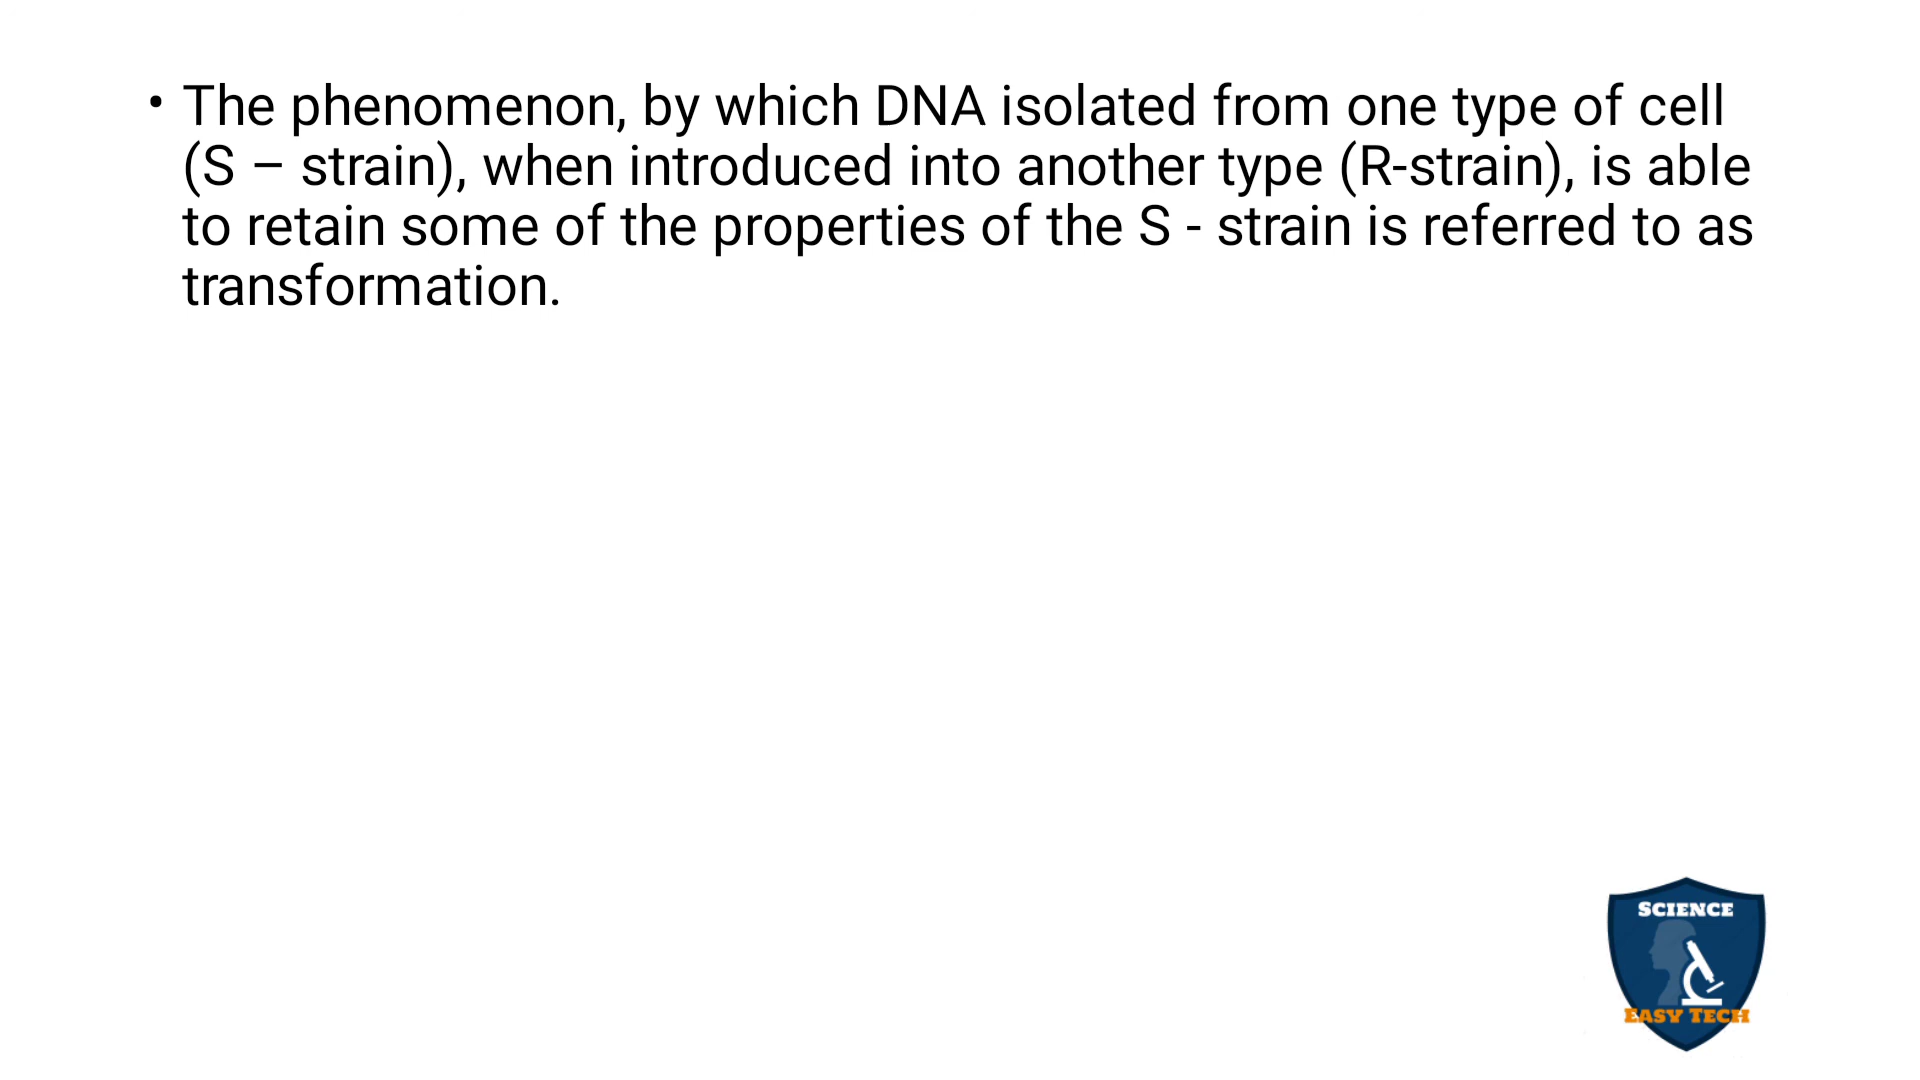 • The phenomenon, by which DNA isolated from one type of cell
(S – strain), when introduced into another type (R-strain), is able
to retain some of the properties of the S - strain is referred to as
transformation.
SCIENCE
EASY TECH